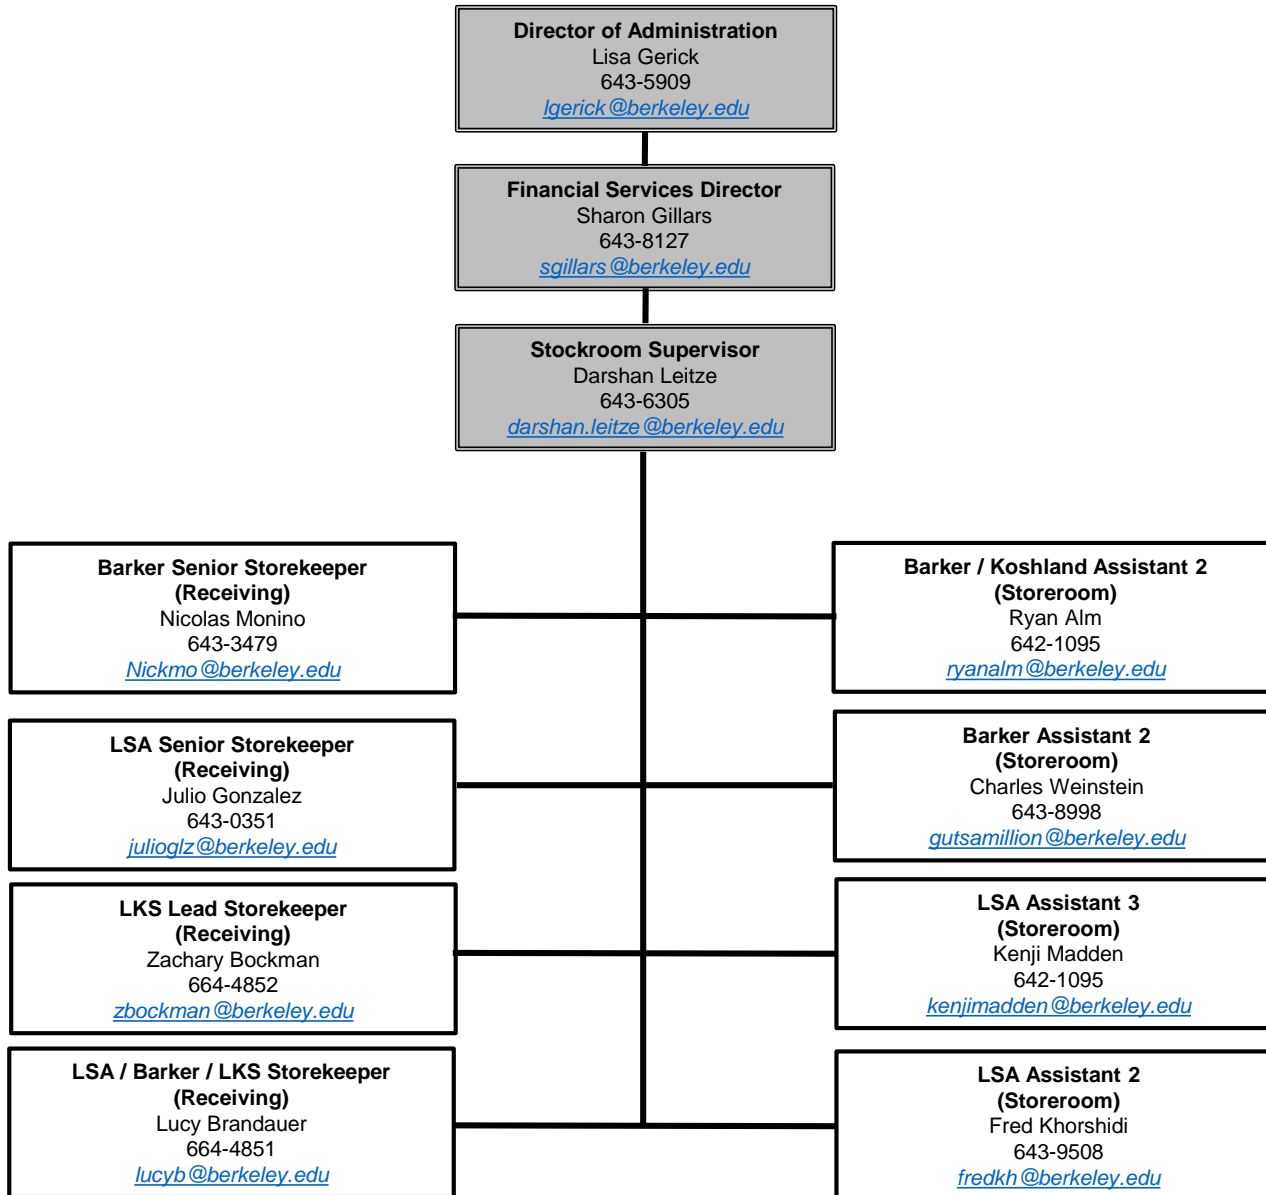 Director of Administration
Lisa Gerick
643-5909
lgerick@berkeley.edu
Financial Services Director
Sharon Gillars
643-8127
sgillars@berkeley.edu
Stockroom Supervisor
Darshan Leitze
643-6305
darshan.leitze@berkeley.edu
Barker Senior Storekeeper
(Receiving)
Nicolas Monino
643-3479
Nickmo@berkeley.edu
Barker / Koshland Assistant 2
(Storeroom)
Ryan Alm
642-1095
ryanalm@berkeley.edu
LSA Senior Storekeeper
(Receiving)
Julio Gonzalez
643-0351
julioglz@berkeley.edu
Barker Assistant 2
(Storeroom)
Charles Weinstein
643-8998
gutsamillion@berkeley.edu
LKS Lead Storekeeper
(Receiving)
Zachary Bockman
664-4852
zbockman@berkeley.edu
LSA Assistant 3
(Storeroom)
Kenji Madden
642-1095
kenjimadden@berkeley.edu
LSA / Barker / LKS Storekeeper
(Receiving)
Lucy Brandauer
664-4851
lucyb@berkeley.edu
LSA Assistant 2
(Storeroom)
Fred Khorshidi
643-9508
fredkh@berkeley.edu